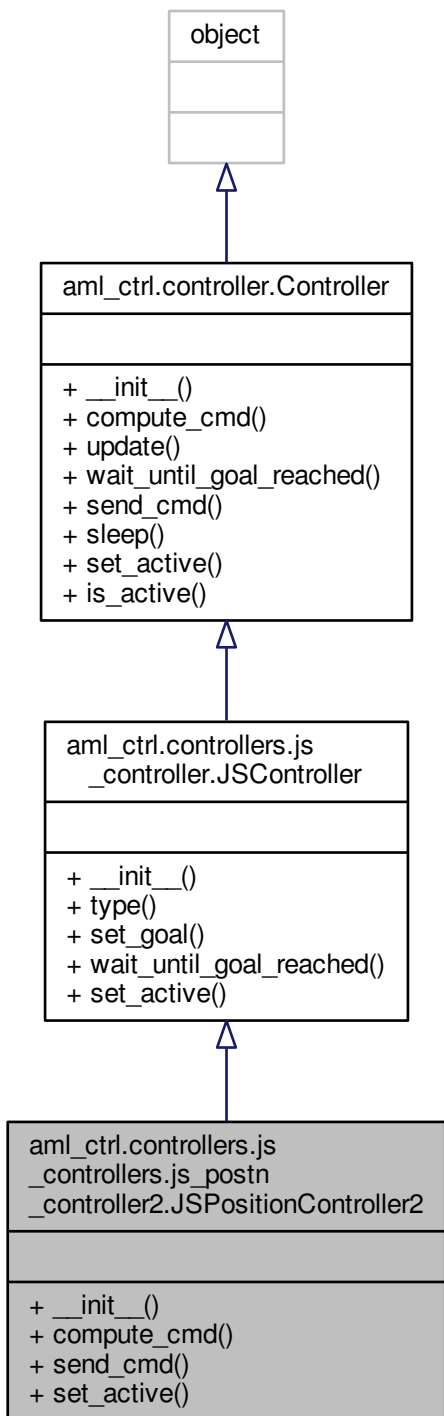 object
aml_ctrl.controller.Controller
+ __init__()
+ compute_cmd()
+ update()
+ wait_until_goal_reached()
+ send_cmd()
+ sleep()
+ set_active()
+ is_active()
aml_ctrl.controllers.js
_controller.JSController
+ __init__()
+ type()
+ set_goal()
+ wait_until_goal_reached()
+ set_active()
aml_ctrl.controllers.js
_controllers.js_postn
_controller2.JSPositionController2
+ __init__()
+ compute_cmd()
+ send_cmd()
+ set_active()